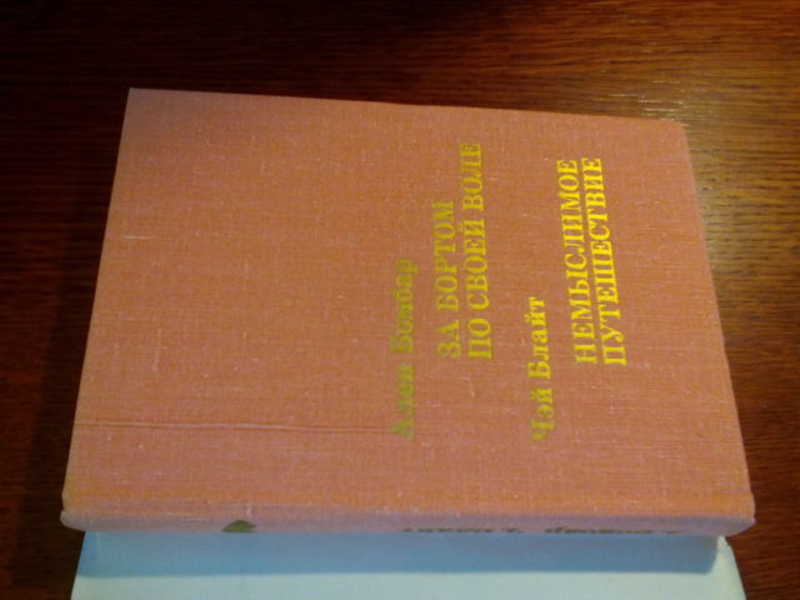 Ален Бомбар
ЗА БОРТОМ
ПО СВОЕЙ ВОЛЕ
Чэй Блайт
НЕМЫСЛИМОЕ
ПУТЕШЕСТВИЕ